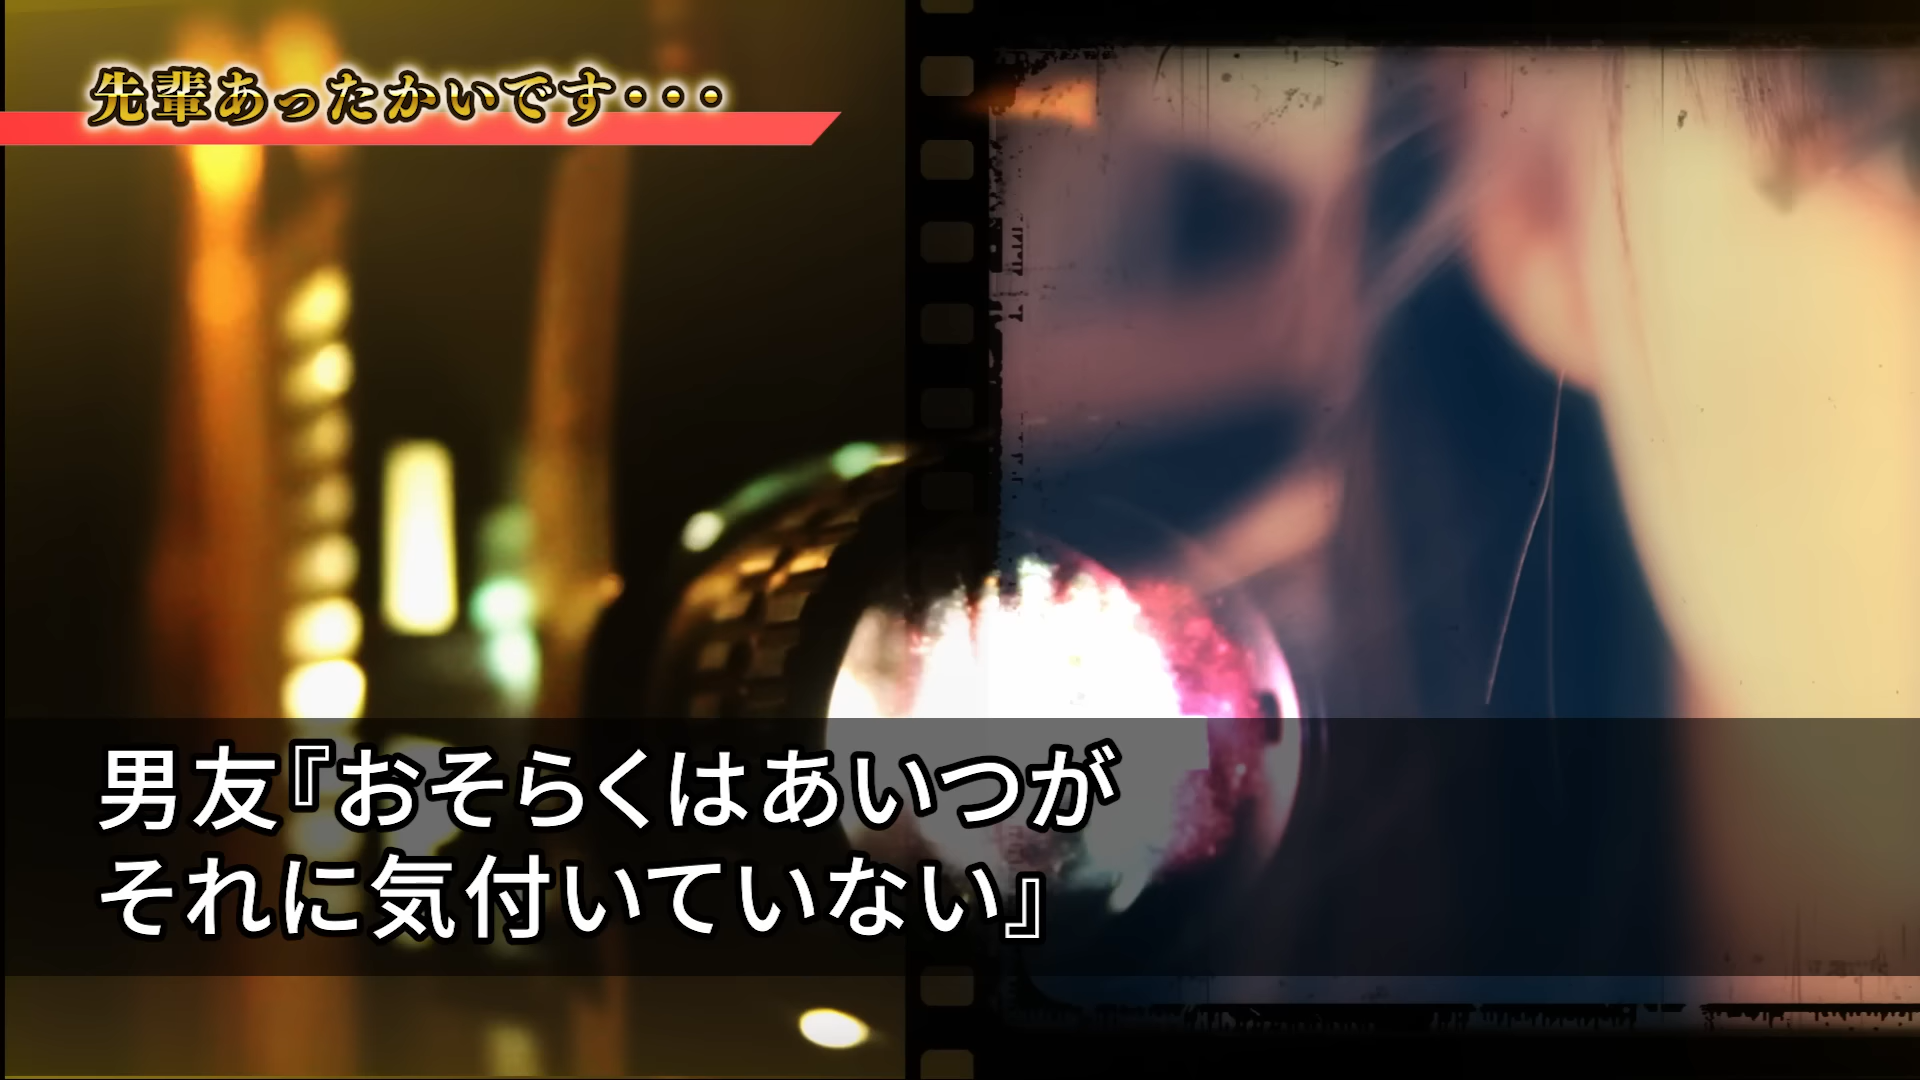 先輩あったかいです・・・
男友『おそらくはあいつが
それに気付いていない』